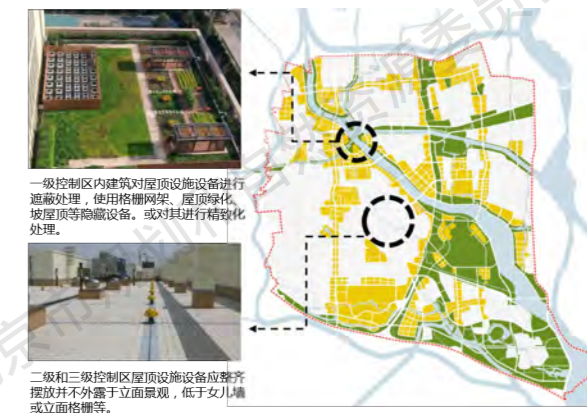 一级控制区内建筑对屋顶设施设备进行
遮蔽处理，使用格栅网架、屋顶绿化、
坡屋顶等隐藏设备。或对其进行精致化
处理。
二级和三级控制区屋顶设施设备应整齐
摆放并不外露于立面景观，低于女儿墙
或立面格栅等。